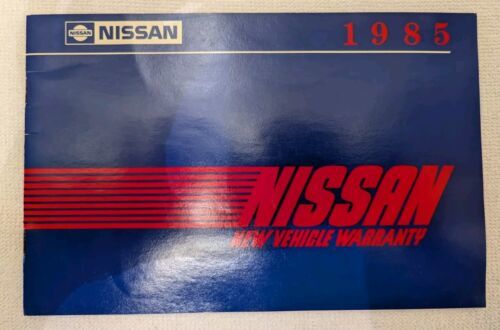 NISSAN NISSAN 1985
NISSAN
NEW VEHICLE WARRANTY